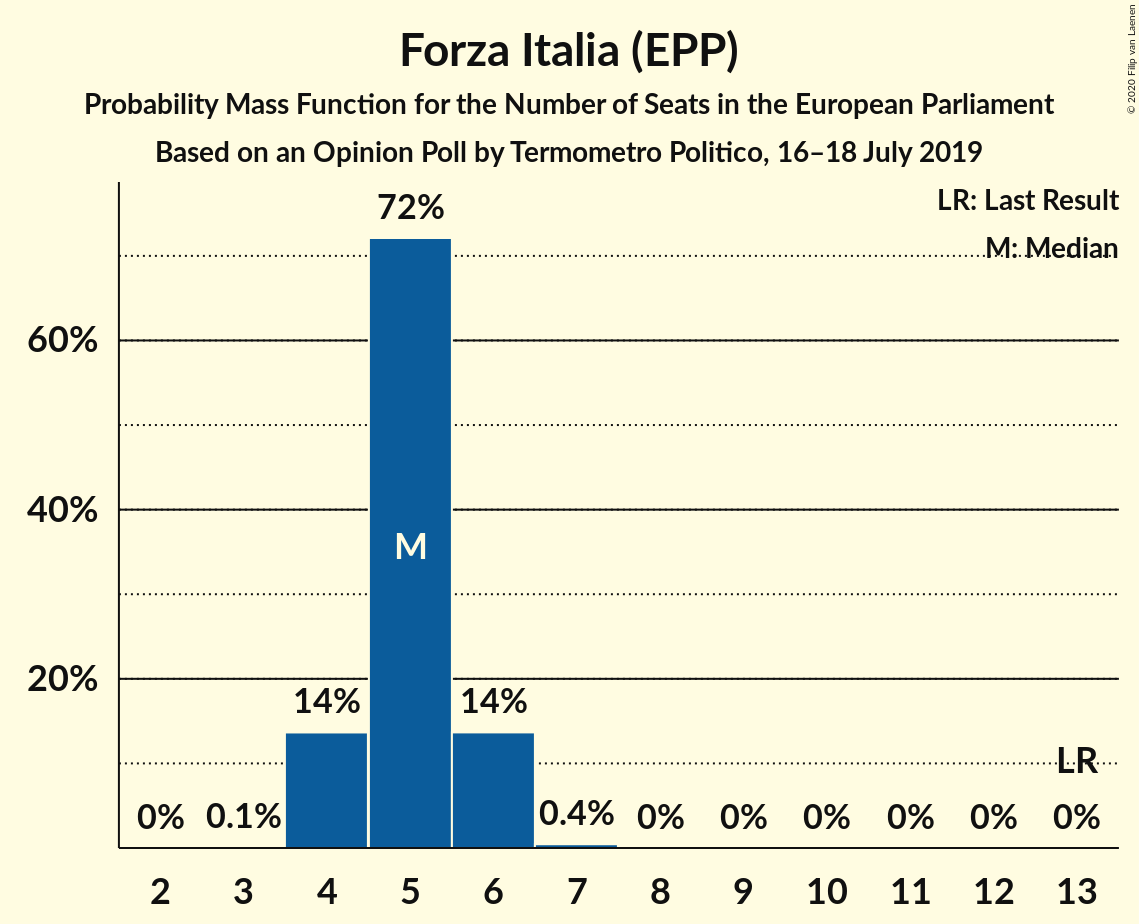 Forza Italia (EPP)
Probability Mass Function for the Number of Seats in the European Parliament
Based on an Opinion Poll by Termometro Politico, 16–18 July 2019
© 2020 Filip van Laenen
LR: Last Result
M: Median
72%
60%
40%
M
20%
14% 14%
LR
0% 0.1% 0.4% 0% 0% 0% 0% 0% 0%
2 3 4 5 6 7 8 9 10 11 12 13